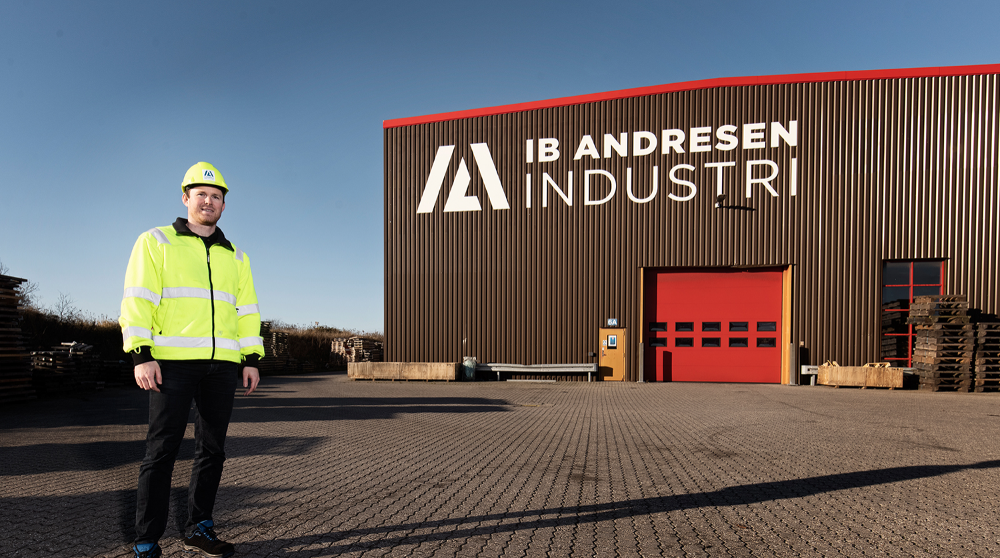 IB ANDRESEN
INDUSTRI
6A